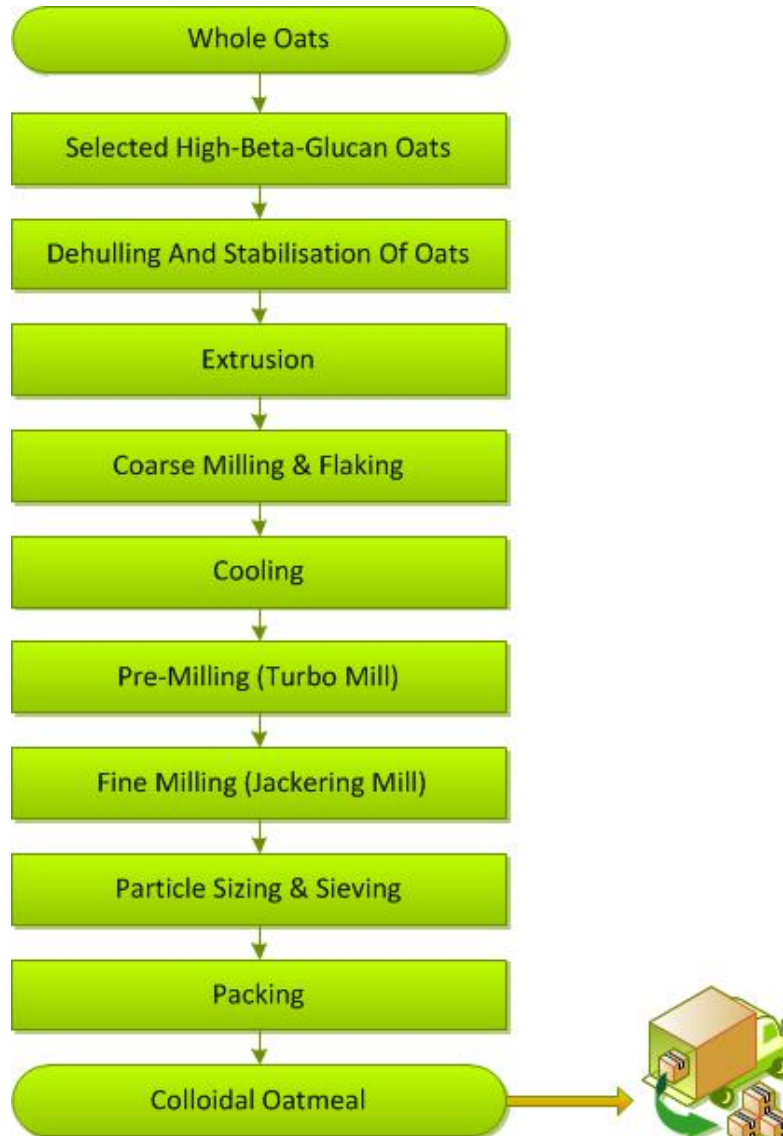 Whole Oats
Selected High-Beta-Glucan Oats
Dehulling And Stabilisation Of Oats
Extrusion
Coarse Milling & Flaking
Cooling
Pre-Milling (Turbo Mill)
Fine Milling (Jackering Mill)
Particle Sizing & Sieving
Packing
Colloidal Oatmeal